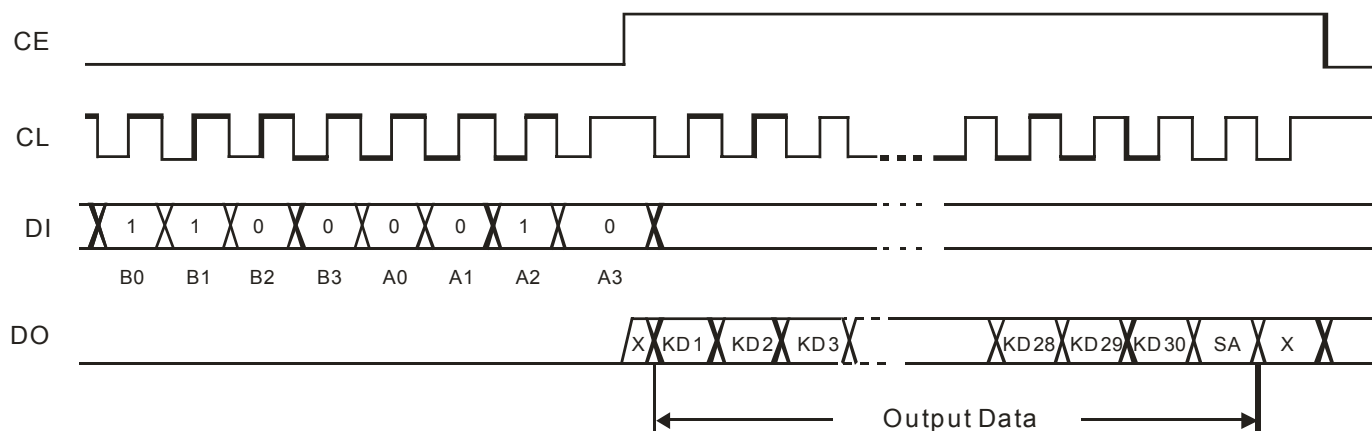 CE
CL
DI
1 1 0 0 0 0 1 0
B0 B1 B2 B3 A0 A1 A2 A3
DO
X KD1 KD2 KD3 KD28 KD29 KD30 SA X
Output Data